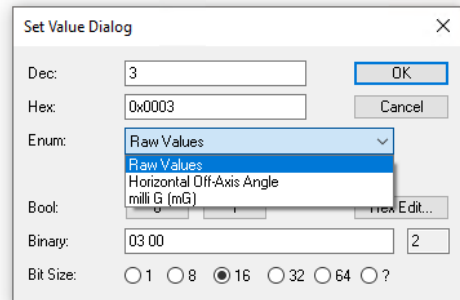 Set Value Dialog
Dec: 3 OK
Hex: 0x0003 Cancel
Enum: Raw Values
Raw Values
Horizontal Off-Axis Angle
milli G (mG)
Bool: Hex Edit...
Binary: 03 00 2
Bit Size: 1 8 16 32 64 ?